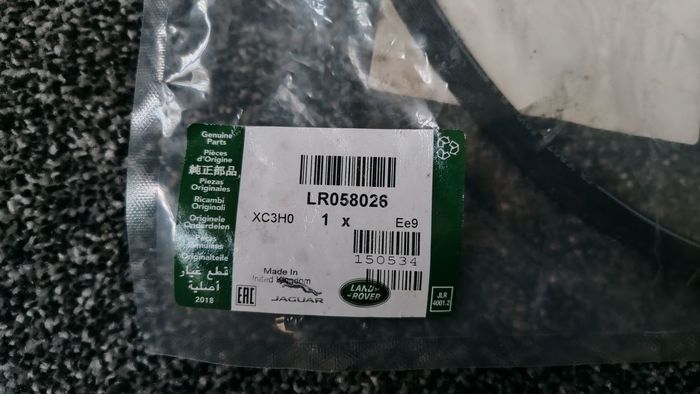 Genuine
Parts
Pièces
d'Origine
純正部品
Piezas
Originales
Ricambi
Originali
Originele
Onderdelen
Peças
Genuínas
Originalteile
قطع غيار
أصلية
2018
LR058026
XC3H0 1 x Ee9
150534
Made In
United Kingdom
EAC
JAGUAR
LAND-
-ROVER
JLR
4001.2